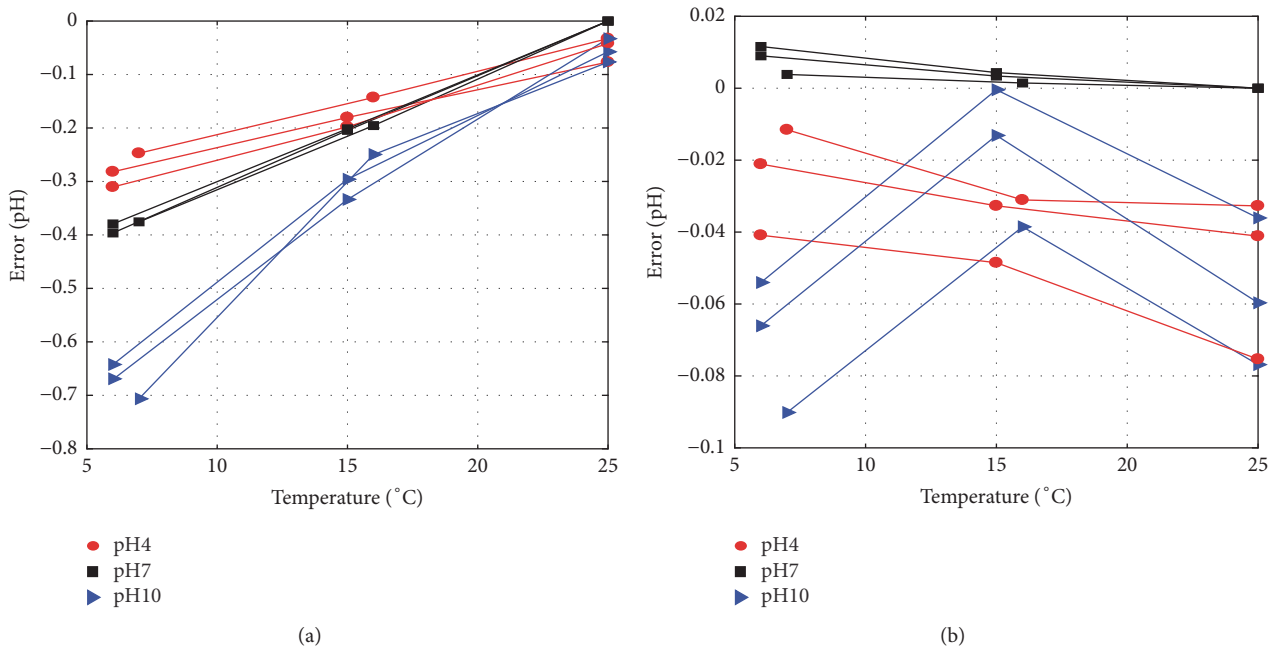 0
−0.1
−0.2
−0.3
−0.4
−0.5
−0.6
−0.7
−0.8
Error (pH)
5
10
15
20
25
Temperature (°C)
pH4
pH7
pH10
(a)
0.02
0
−0.02
−0.04
−0.06
−0.08
−0.1
Error (pH)
5
10
15
20
25
Temperature (°C)
pH4
pH7
pH10
(b)